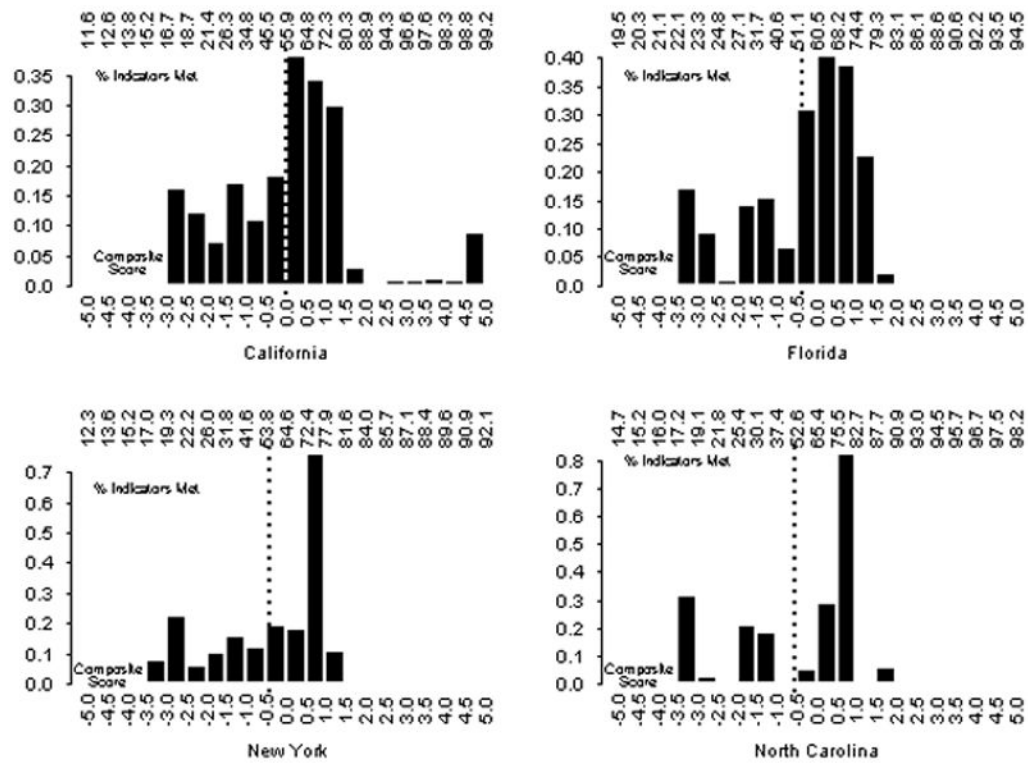 11.6 12.6 13.8 15.2 16.7 18.7 21.4 26.3 34.8 45.5 55.9 64.8 72.3 80.3 88.9 94.3 96.6 97.6 98.3 98.8 99.2
% Indicators Met
0.35
0.30
0.25
0.20
0.15
0.10
0.05
0.0
Composite
Score
-5.0 -4.5 -4.0 -3.5 -3.0 -2.5 -2.0 -1.5 -1.0 -0.5 0.0 0.5 1.0 1.5 2.0 2.5 3.0 3.5 4.0 4.5 5.0
California
19.5 20.3 21.1 22.1 23.3 24.8 27.1 31.7 40.6 51.1 60.5 68.2 74.4 79.3 83.1 86.1 88.6 90.6 92.2 93.5 94.5
% Indicators Met
0.40
0.35
0.30
0.25
0.20
0.15
0.10
0.05
0.0
Composite
Score
-5.0 -4.5 -4.0 -3.5 -3.0 -2.5 -2.0 -1.5 -1.0 -0.5 0.0 0.5 1.0 1.5 2.0 2.5 3.0 3.5 4.0 4.5 5.0
Florida
12.3 13.6 15.2 17.0 19.3 22.2 26.0 31.8 41.6 53.8 64.6 72.4 77.9 81.6 84.0 85.7 87.1 88.4 89.6 90.9 92.1
% Indicators Met
0.7
0.6
0.5
0.4
0.3
0.2
0.1
0.0
Composite
Score
-5.0 -4.5 -4.0 -3.5 -3.0 -2.5 -2.0 -1.5 -1.0 -0.5 0.0 0.5 1.0 1.5 2.0 2.5 3.0 3.5 4.0 4.5 5.0
New York
14.7 15.2 16.0 17.2 19.1 21.8 25.4 30.1 37.4 52.6 65.4 75.5 82.7 87.7 90.9 93.0 94.5 95.7 96.7 97.5 98.2
% Indicators Met
0.8
0.6
0.5
0.4
0.3
0.2
0.1
0.0
Composite
Score
-5.0 -4.5 -4.0 -3.5 -3.0 -2.5 -2.0 -1.5 -1.0 -0.5 0.0 0.5 1.0 1.5 2.0 2.5 3.0 3.5 4.0 4.5 5.0
North Carolina